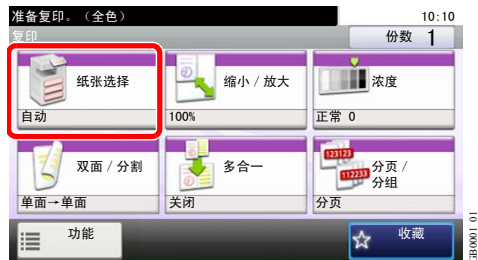 准备复印。（全色）
10:10
复印
份数 1
纸张选择
自动
缩小 / 放大
100%
浓度
正常 0
双面 / 分割
单面→单面
多合一
关闭
123123
112233
分页 /
分组
分页
功能
收藏